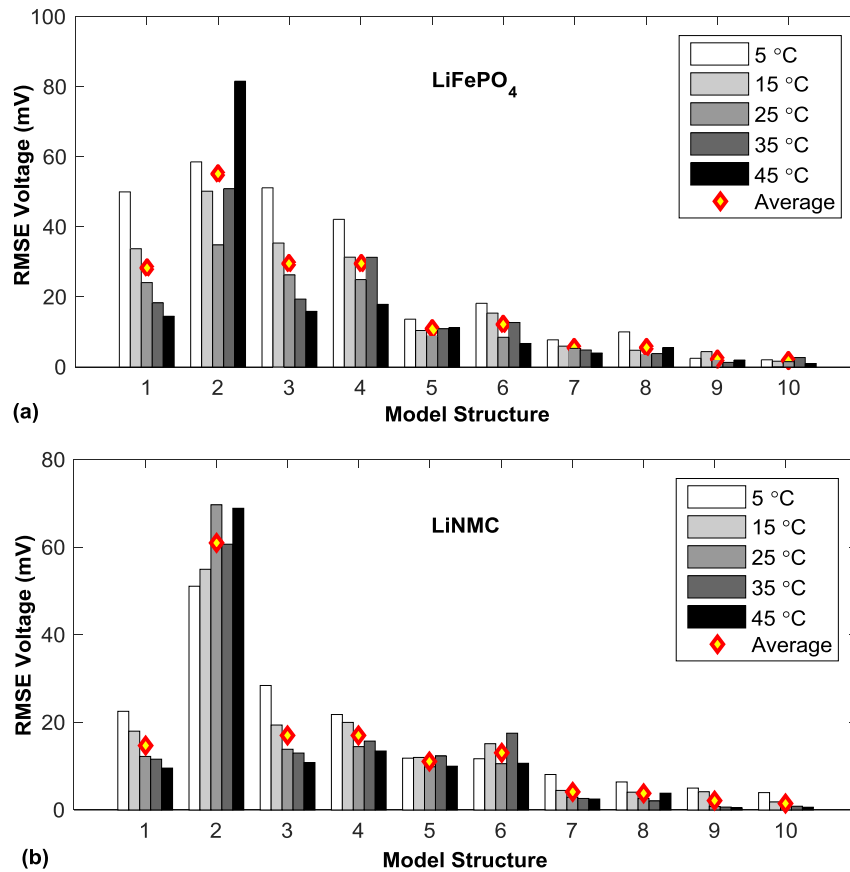 100
80
60
40
20
0
RMSE Voltage (mV)
LiFePO4
5 °C
15 °C
25 °C
35 °C
45 °C
Average
1 2 3 4 5 6 7 8 9 10
(a)
Model Structure
80
60
40
20
0
RMSE Voltage (mV)
LiNMC
5 °C
15 °C
25 °C
35 °C
45 °C
Average
1 2 3 4 5 6 7 8 9 10
(b)
Model Structure